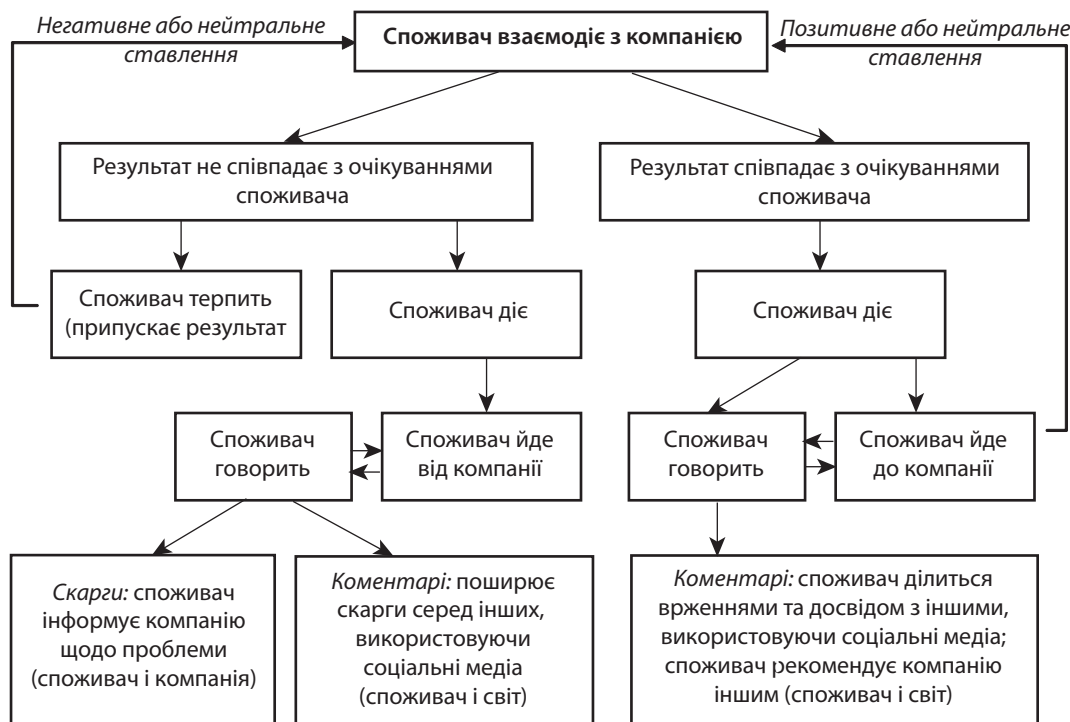 Негативне або нейтральне
ставлення
Споживач взаємодіє з компанією
Позитивне або нейтральне
ставлення
Результат не співпадає з очікуваннями
споживача
Результат співпадає з очікуваннями
споживача
Споживач терпить
(припускає результат
Споживач діє
Споживач діє
Споживач
говорить
Споживач йде
від компанії
Споживач
говорить
Споживач йде
до компанії
Скарги: споживач
інформує компанію
щодо проблеми
(споживач і компанія)
Коментарі: поширює
скарги серед інших,
використовуючи
соціальні медіа
(споживач і світ)
Коментарі: споживач ділиться
врженнями та досвідом з іншими,
використовуючи соціальні медіа;
споживач рекомендує компанію
іншим (споживач і світ)